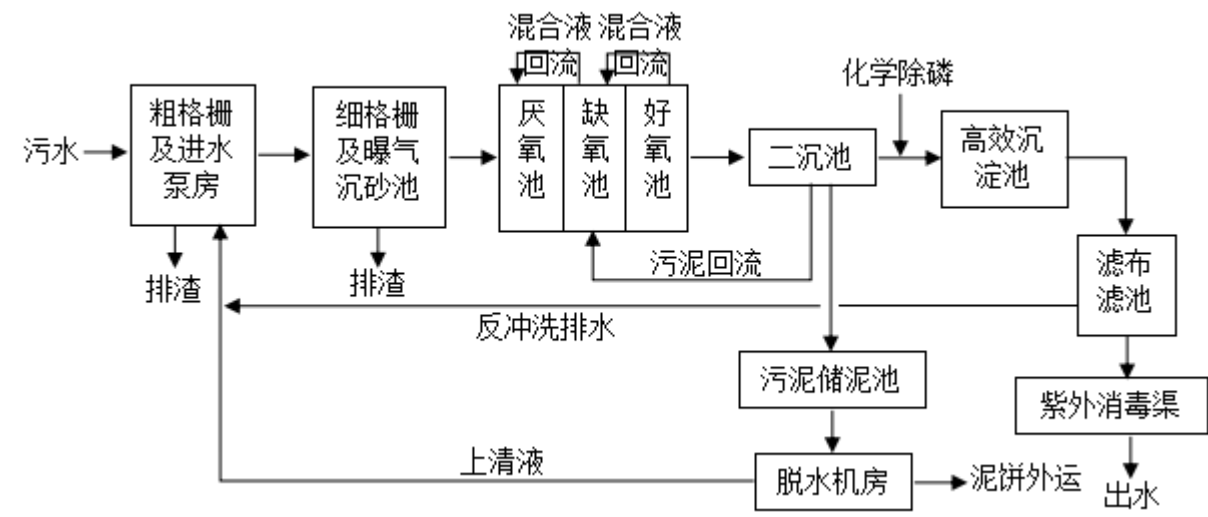 混合液
回流
混合液
回流
化学除磷
污水
粗格栅
及进水
泵房
细格栅
及曝气
沉砂池
厌氧池
缺氧池
好氧池
二沉池
高效沉
淀池
排渣
排渣
污泥回流
滤布
滤池
反冲洗排水
污泥储泥池
紫外消毒渠
上清液
脱水机房
泥饼外运
出水